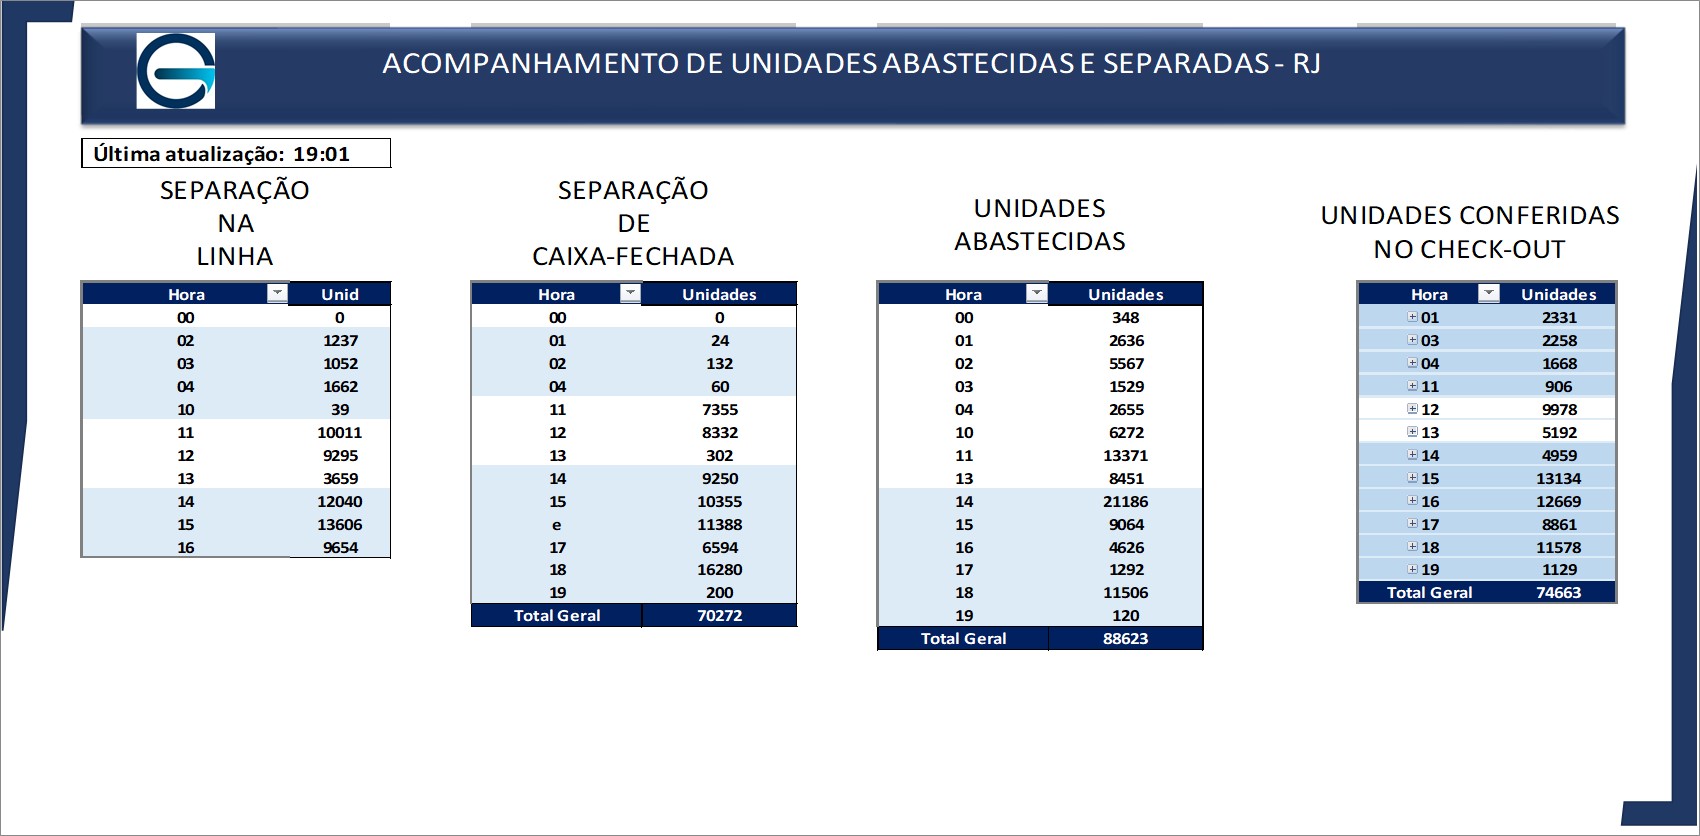 ACOMPANHAMENTO DE UNIDADES ABASTECIDAS E SEPARADAS - RJ
Última atualização: 19:01
SEPARAÇÃO
NA
LINHA
Hora Unid
00 0
02 1237
03 1052
04 1662
10 39
11 10011
12 9295
13 3659
14 12040
15 13606
16 9654
SEPARAÇÃO
DE
CAIXA-FECHADA
Hora Unidades
00 0
01 24
02 132
04 60
11 7355
12 8332
13 302
14 9250
15 10355
e 11388
17 6594
18 16280
19 200
Total Geral 70272
UNIDADES
ABASTECIDAS
Hora Unidades
00 348
01 2636
02 5567
03 1529
04 2655
10 6272
11 13371
13 8451
14 21186
15 9064
16 4626
17 1292
18 11506
19 120
Total Geral 88623
UNIDADES CONFERIDAS
NO CHECK-OUT
Hora Unidades
01 2331
03 2258
04 1668
11 906
12 9978
13 5192
14 4959
15 13134
16 12669
17 8861
18 11578
19 1129
Total Geral 74663